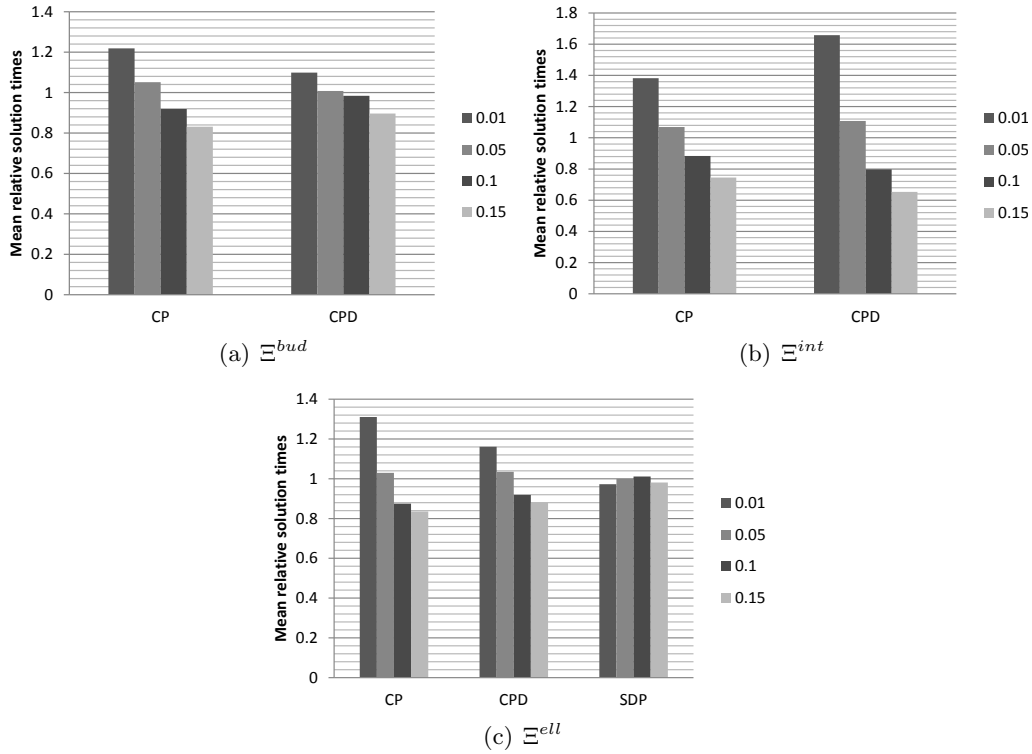 Mean relative solution times
1.4
1.2
1
0.8
0.6
0.4
0.2
0
CP
CPD
0.01
0.05
0.1
0.15
(a) Ξ^bud
Mean relative solution times
1.8
1.6
1.4
1.2
1
0.8
0.6
0.4
0.2
0
CP
CPD
0.01
0.05
0.1
0.15
(b) Ξ^int
Mean relative solution times
1.4
1.2
1
0.8
0.6
0.4
0.2
0
CP
CPD
SDP
0.01
0.05
0.1
0.15
(c) Ξ^ell